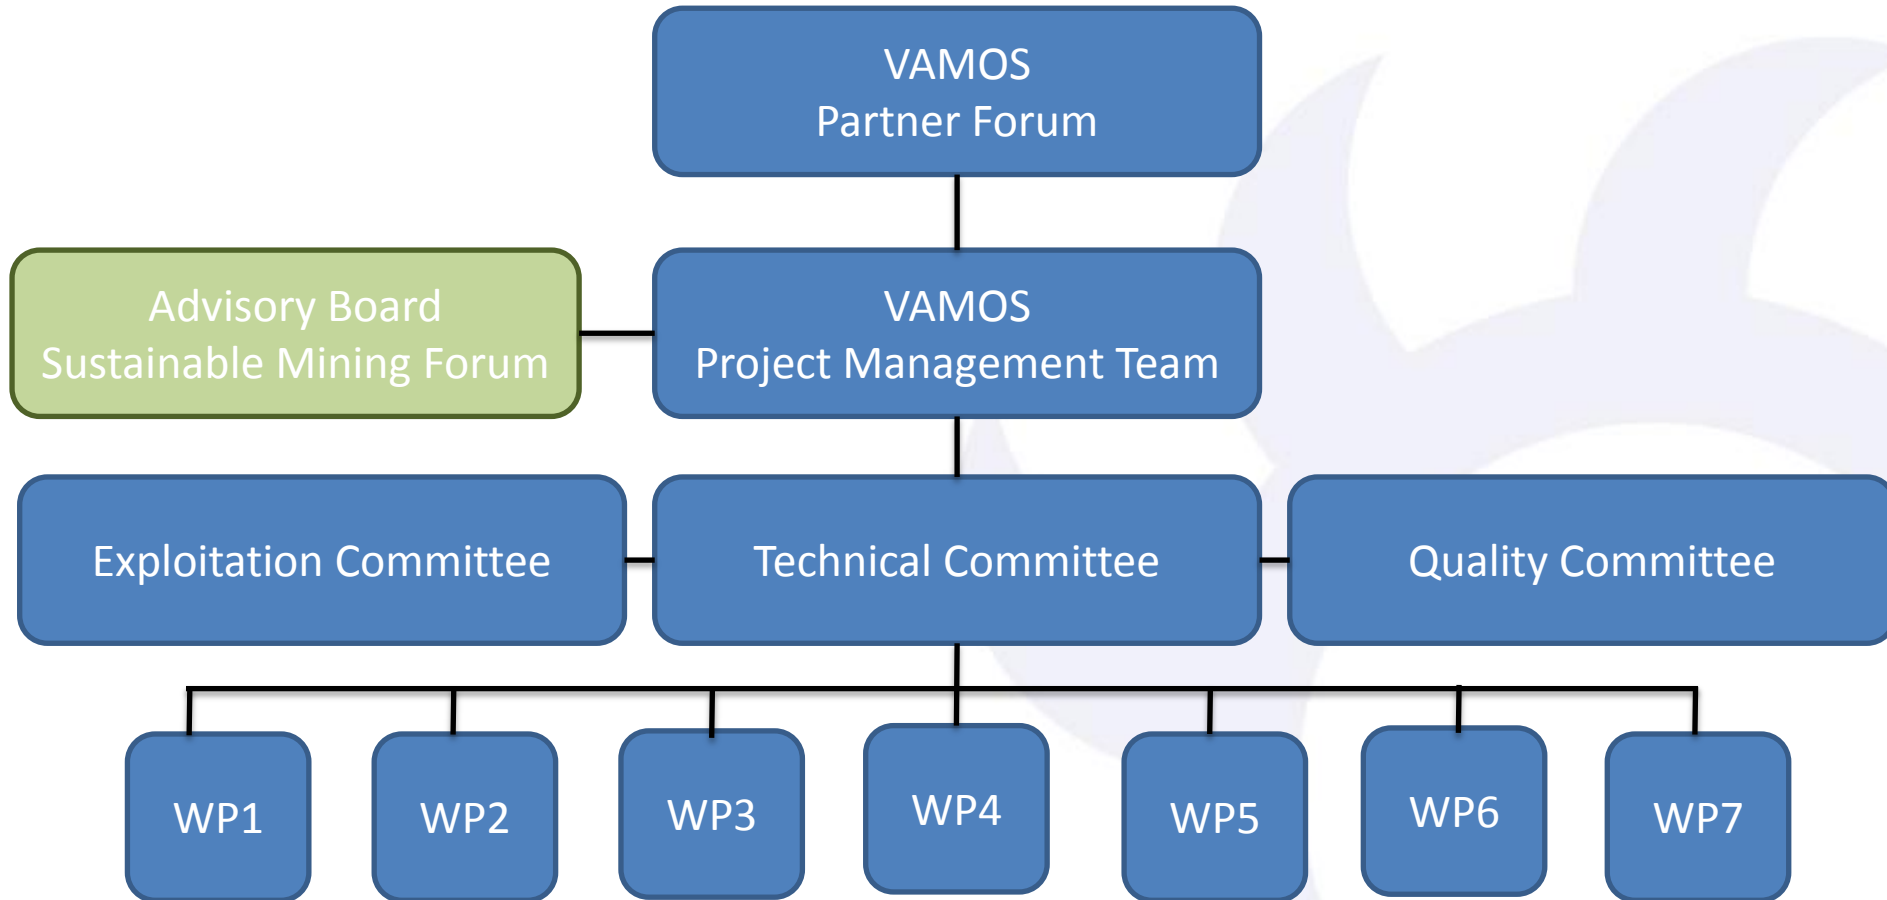 VAMOS
Partner Forum
Advisory Board
Sustainable Mining Forum
VAMOS
Project Management Team
Exploitation Committee
Technical Committee
Quality Committee
WP1
WP2
WP3
WP4
WP5
WP6
WP7